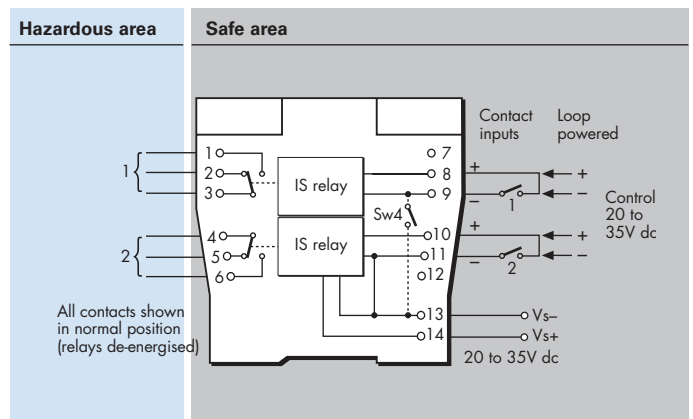 Hazardous area
Safe area
Contact inputs
Loop powered
1
1
2
3
IS relay
7
8
9
+
–
1
+
–
Control
20 to
35V dc
Sw4
2
4
5
6
IS relay
10
11
12
+
–
2
+
–
All contacts shown
in normal position
(relays de-energised)
13
Vs–
14
Vs+
20 to 35V dc